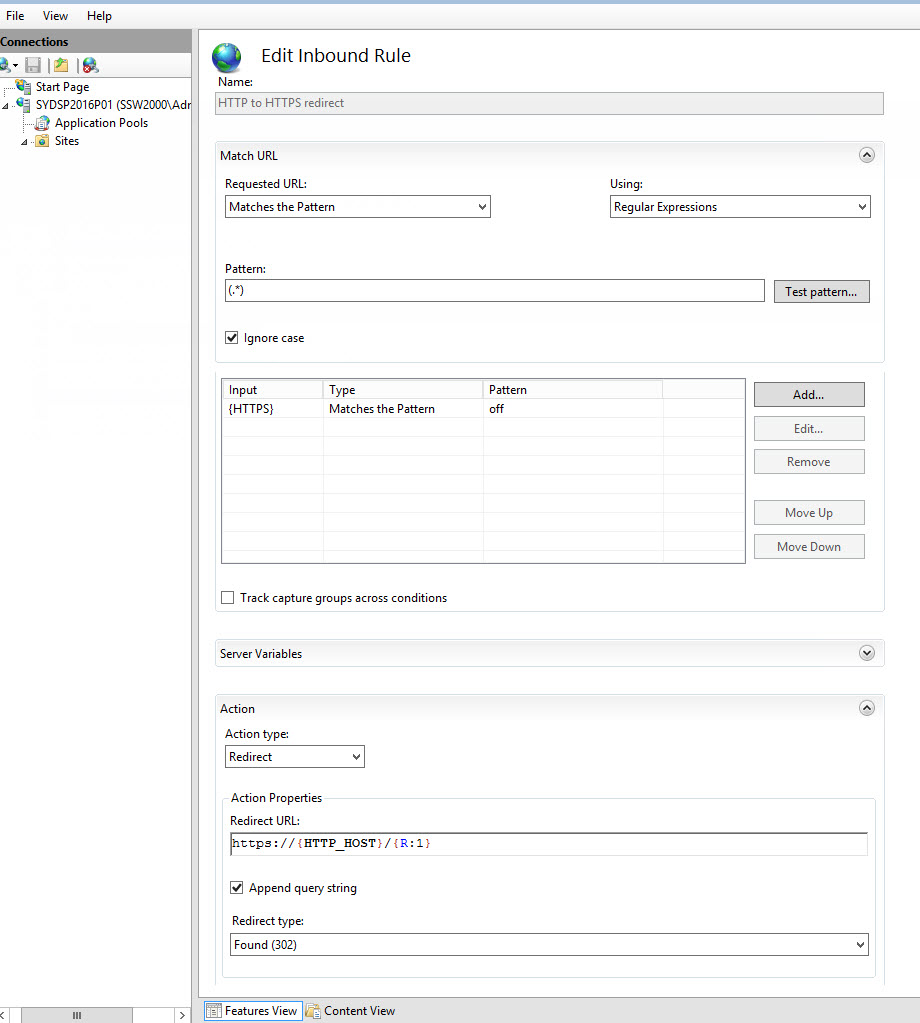 File View Help
Connections
Start Page
SYDSP2016P01 (SSW2000\Adr
Application Pools
Sites
Edit Inbound Rule
Name:
HTTP to HTTPS redirect
Match URL
Requested URL: Using:
Matches the Pattern Regular Expressions
Pattern:
(.*) Test pattern...
Ignore case
Input Type Pattern
{HTTPS} Matches the Pattern off
Add...
Edit...
Remove
Move Up
Move Down
Track capture groups across conditions
Server Variables
Action
Action type:
Redirect
Action Properties
Redirect URL:
https://{HTTP_HOST}/{R:1}
Append query string
Redirect type:
Found (302)
Features View Content View